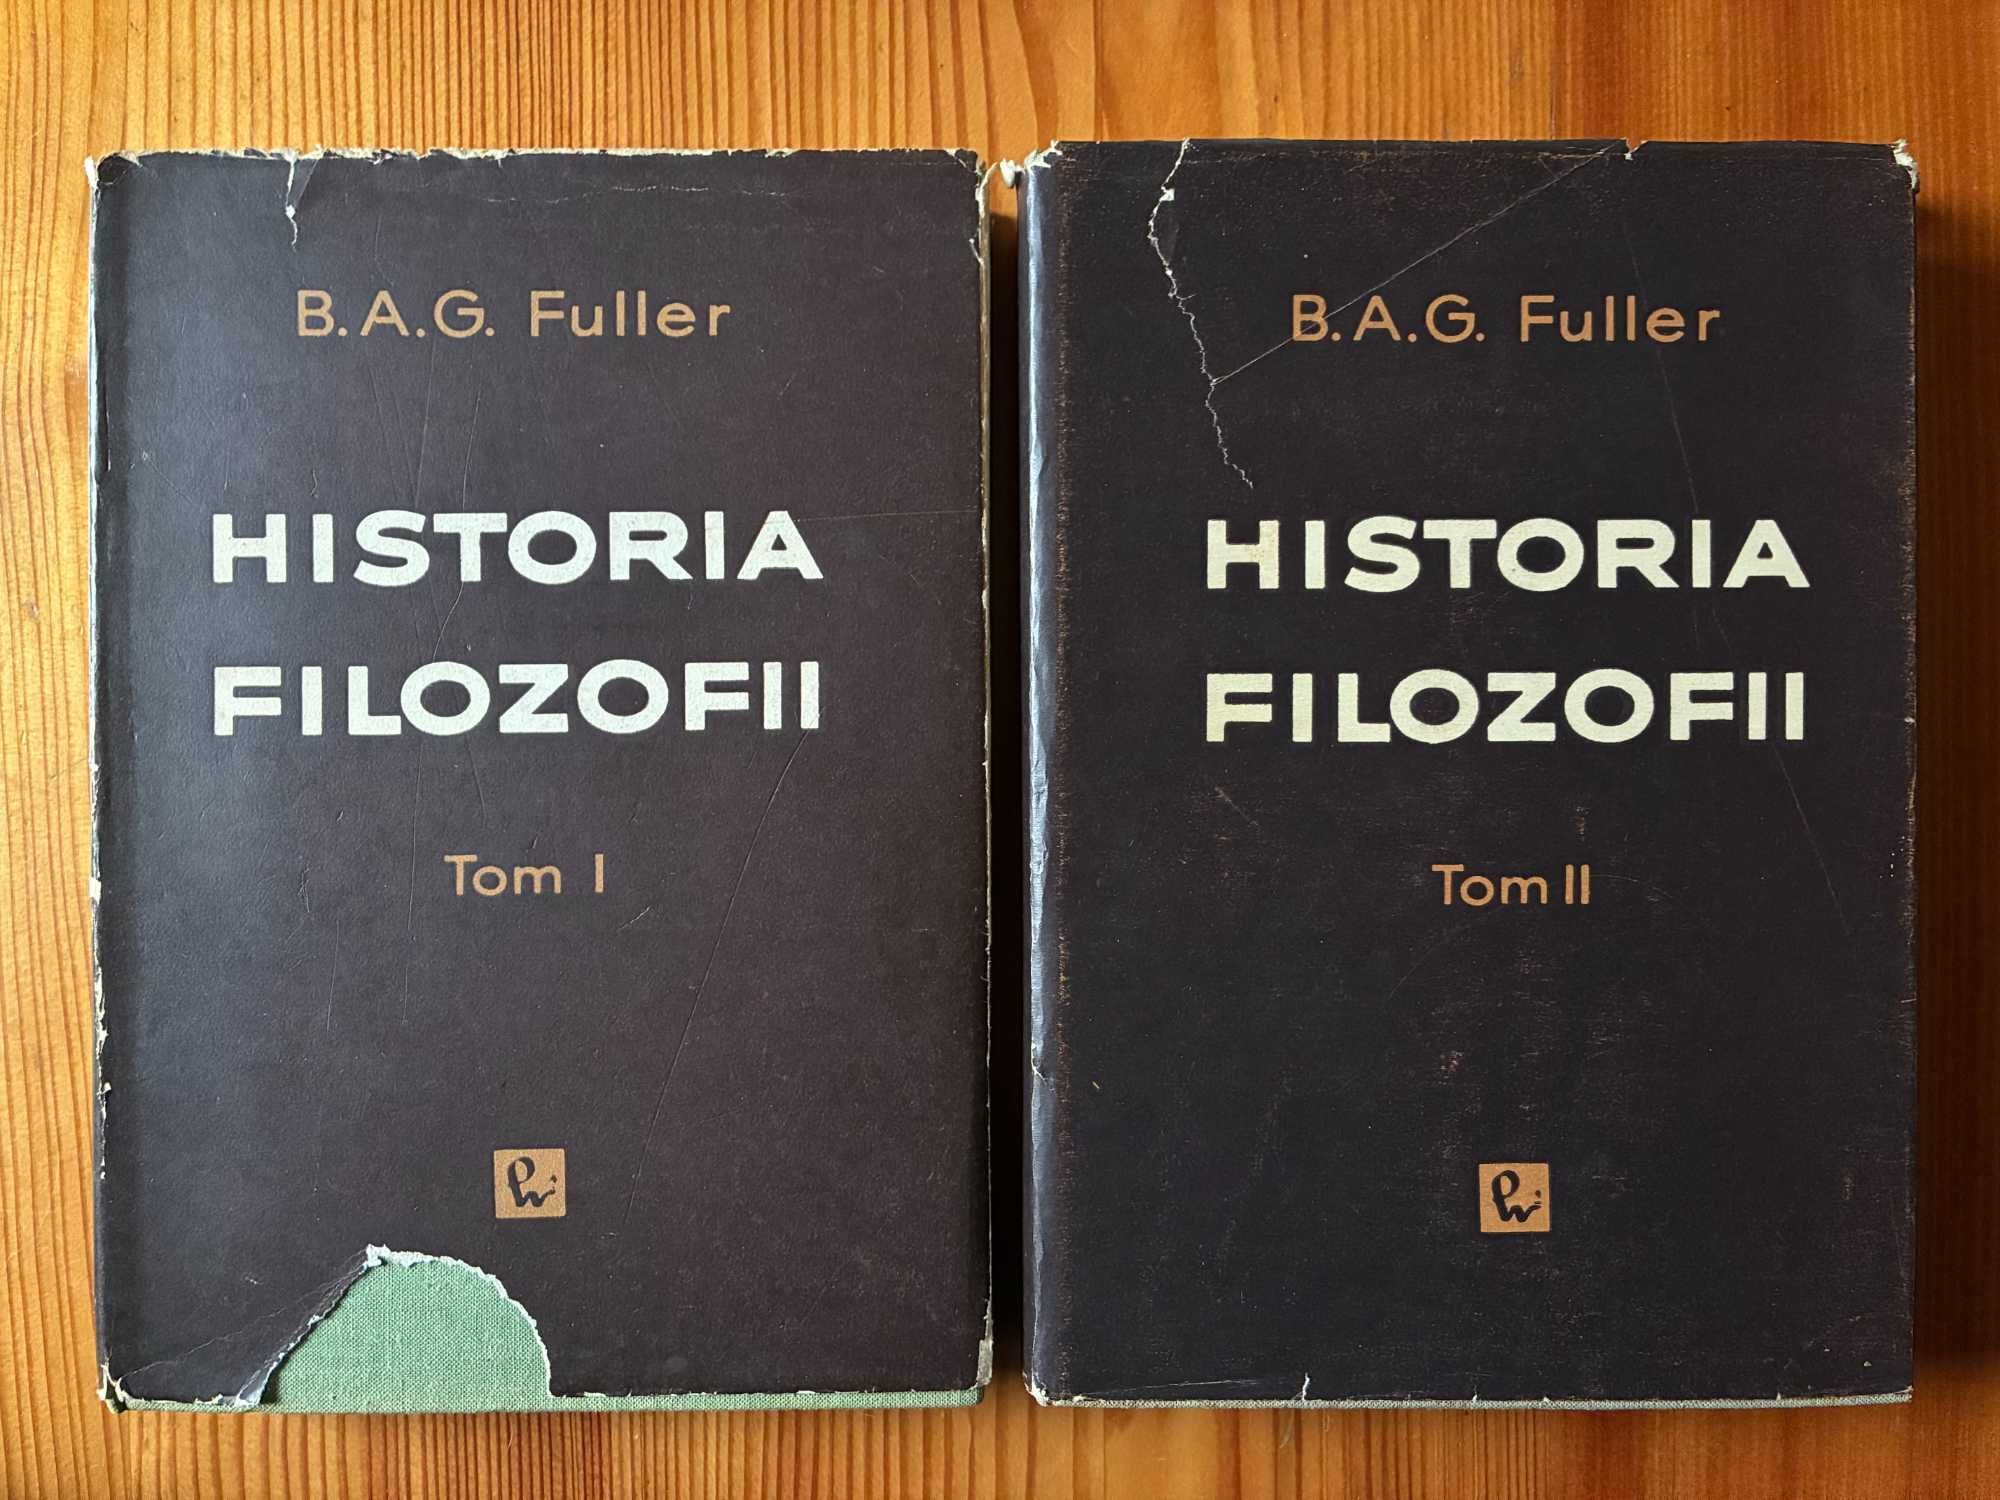 B.A.G. Fuller
HISTORIA
FILOZOFII
Tom I
B.A.G. Fuller
HISTORIA
FILOZOFII
Tom II